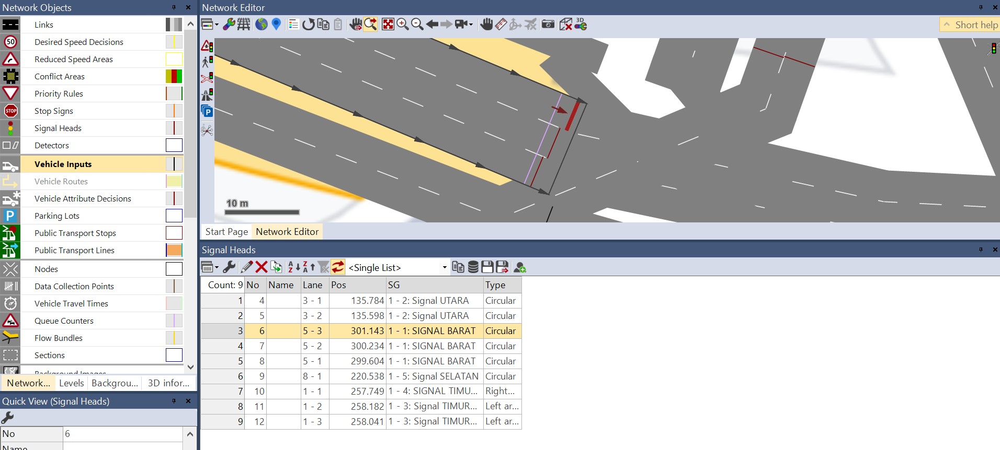 Network Objects
Links
50
Desired Speed Decisions
Reduced Speed Areas
Conflict Areas
Priority Rules
STOP
Stop Signs
Signal Heads
Detectors
Vehicle Inputs
Vehicle Routes
Vehicle Attribute Decisions
P
Parking Lots
Public Transport Stops
Public Transport Lines
Nodes
Data Collection Points
Vehicle Travel Times
Queue Counters
Flow Bundles
Sections
Background Images
Network... Levels Backgrou... 3D infor...
Quick View (Signal Heads)
No 6
Name
Network Editor
3D
Short help
P
10 m
Start Page Network Editor
Signal Heads
A Z Z A <Single List>
Count: 9 No Name Lane Pos SG Type
1 4 3 - 1 135.784 1 - 2: Signal UTARA Circular
2 5 3 - 2 135.598 1 - 2: Signal UTARA Circular
3 6 5 - 3 301.143 1 - 1: SIGNAL BARAT Circular
4 7 5 - 2 300.234 1 - 1: SIGNAL BARAT Circular
5 8 5 - 1 299.604 1 - 1: SIGNAL BARAT Circular
6 9 8 - 1 220.538 1 - 5: Signal SELATAN Circular
7 10 1 - 1 257.749 1 - 4: SIGNAL TIMU... Right...
8 11 1 - 2 258.182 1 - 3: Signal TIMUR... Left ar...
9 12 1 - 3 258.041 1 - 3: Signal TIMUR... Left ar...